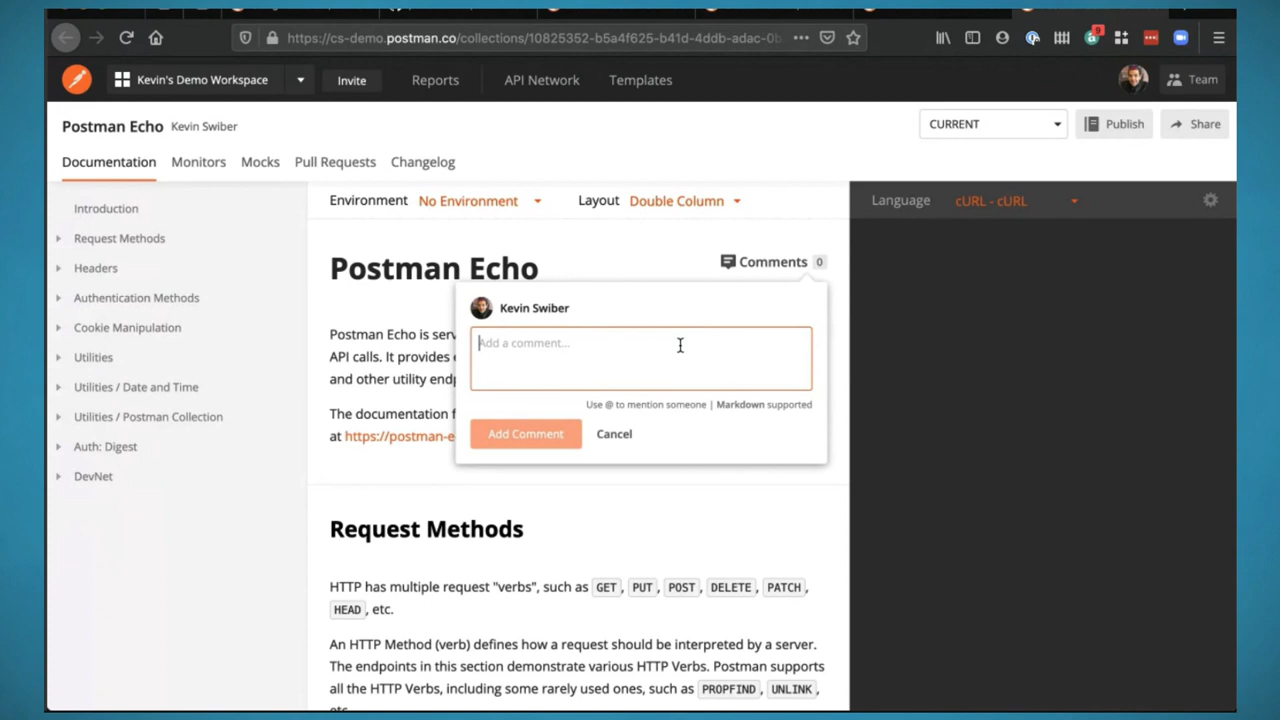 https://cs-demo.postman.co/collections/10825352-b5a4f625-b41d-4ddb-adac-0b
9
Kevin's Demo Workspace
Invite
Reports
API Network
Templates
Team
Postman Echo Kevin Swiber
CURRENT
Publish
Share
Documentation
Monitors
Mocks
Pull Requests
Changelog
Introduction
Request Methods
Headers
Authentication Methods
Cookie Manipulation
Utilities
Utilities / Date and Time
Utilities / Postman Collection
Auth: Digest
DevNet
Environment No Environment
Layout Double Column
Language cURL - cURL
Postman Echo
Comments 0
Postman Echo is
API calls. It provides
and other utility
The documentation
at https://postman-e
Kevin Swiber
Add a comment...
Use @ to mention someone | Markdown supported
Add Comment
Cancel
Request Methods
HTTP has multiple request "verbs", such as GET, PUT, POST, DELETE, PATCH,
HEAD, etc.
An HTTP Method (verb) defines how a request should be interpreted by a server.
The endpoints in this section demonstrate various HTTP Verbs. Postman supports
all the HTTP Verbs, including some rarely used ones, such as PROPFIND, UNLINK,
etc.